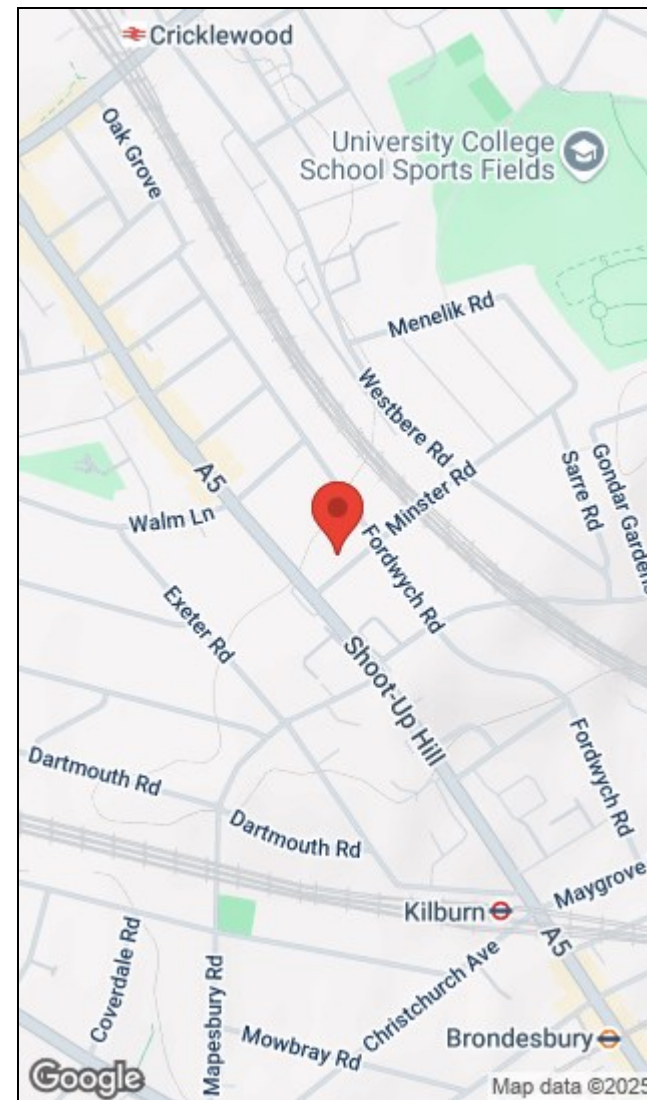 Cricklewood
Oak Grove
University College
School Sports Fields
Menelik Rd
Westbere Rd
Minster Rd
Sarre Rd
Gondar Gardens
A5
Walm Ln
Fordwych Rd
Exeter Rd
Shoot-Up Hill
Fordwych Rd
Dartmouth Rd
Dartmouth Rd
Maygrove
Kilburn
A5
Coverdale Rd
Mapesbury Rd
Christchurch Ave
Mowbray Rd
Brondesbury
Google
Map data ©2025